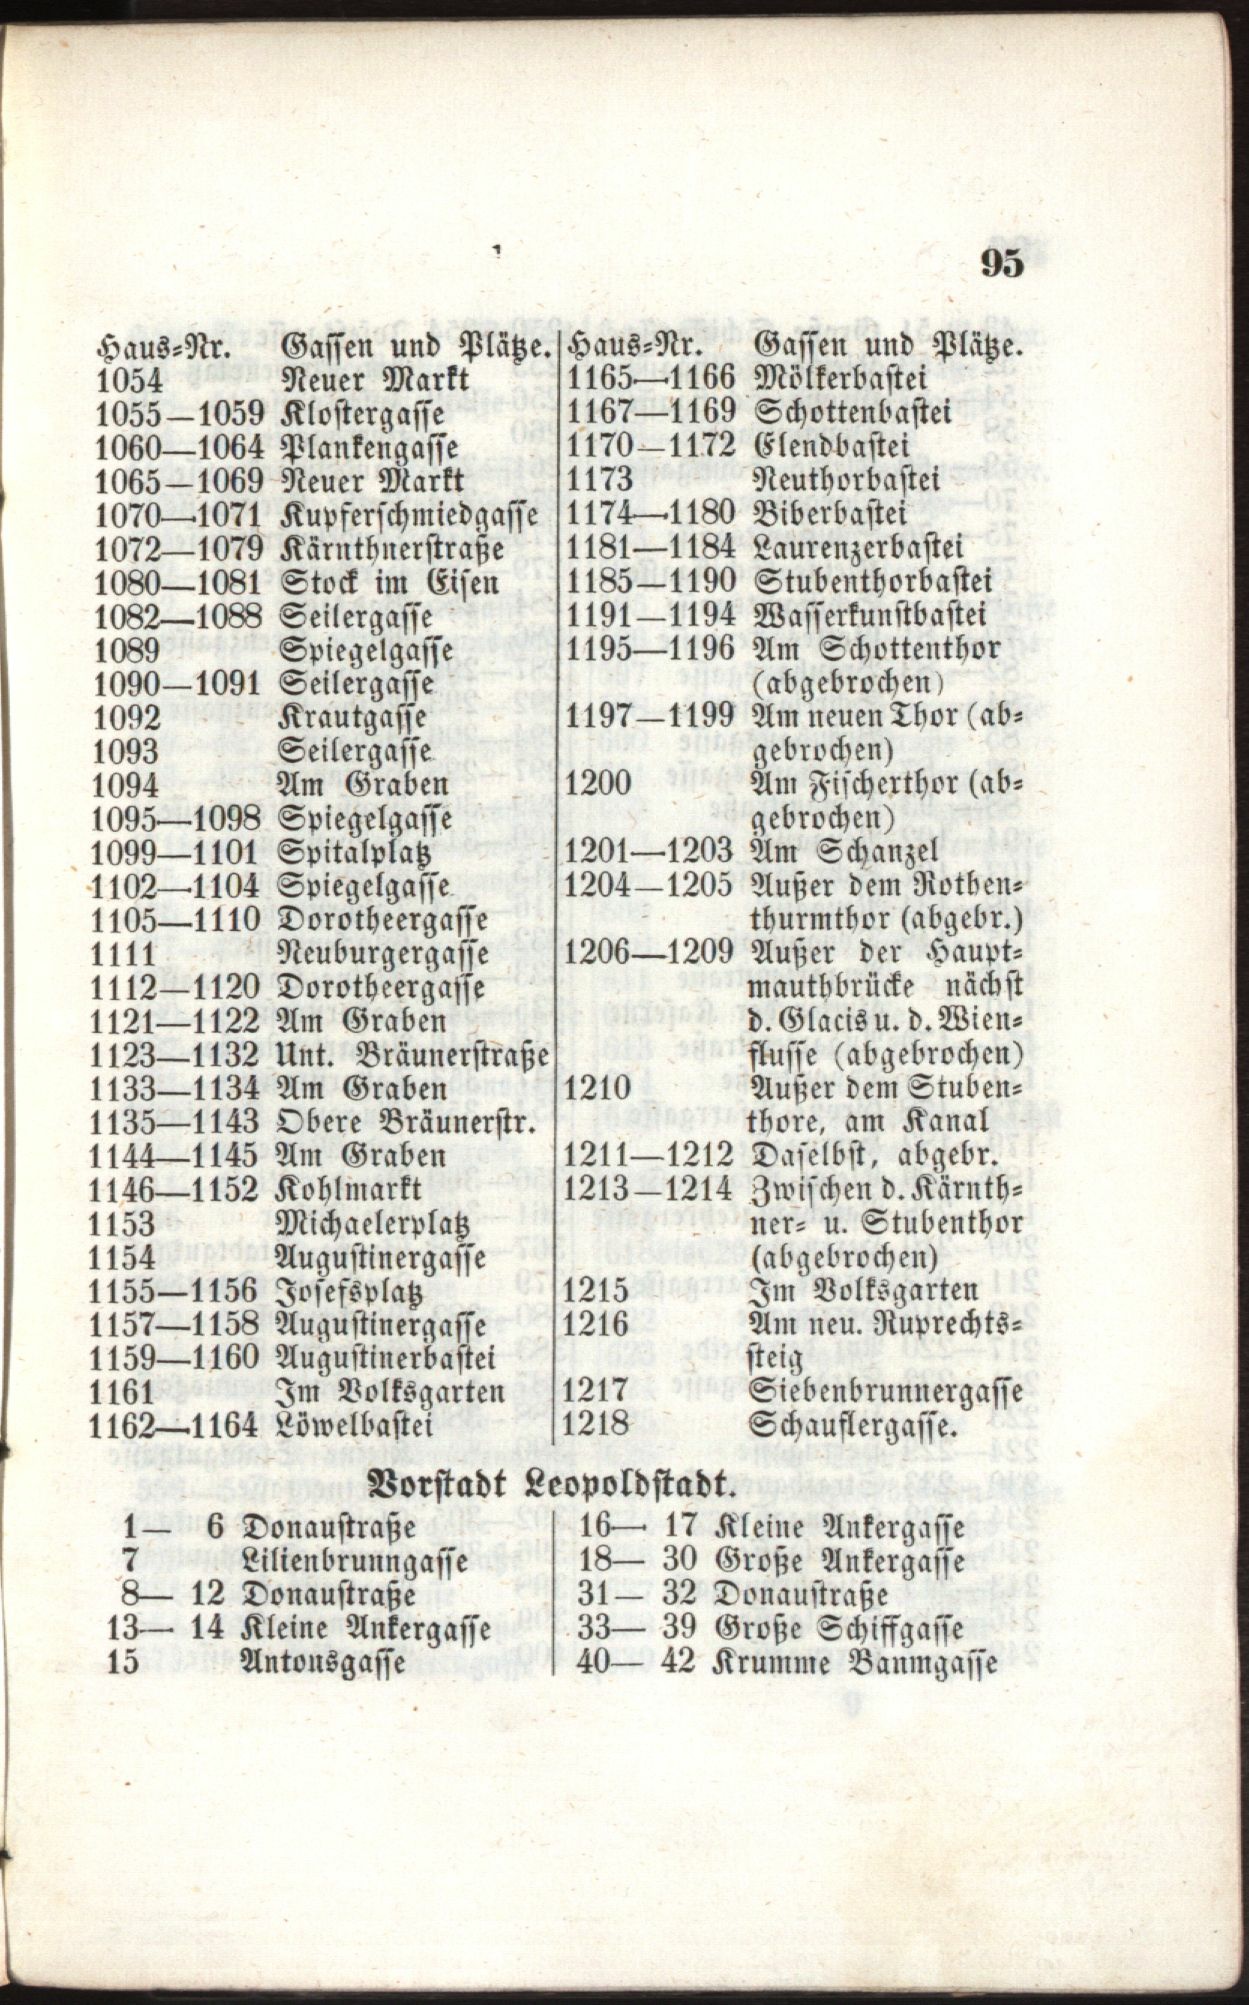 95
Haus-Nr. Gassen und Plätze.
1054 Neuer Markt
1055—1059 Klostergasse
1060—1064 Plankengasse
1065—1069 Neuer Markt
1070—1071 Kupferschmiedgasse
1072—1079 Kärnthnerstraße
1080—1081 Stock im Eisen
1082—1088 Seilergasse
1089 Spiegelgasse
1090—1091 Seilergasse
1092 Krautgasse
1093 Seilergasse
1094 Am Graben
1095—1098 Spiegelgasse
1099—1101 Spitalplatz
1102—1104 Spiegelgasse
1105—1110 Dorotheergasse
1111 Neuburgergasse
1112—1120 Dorotheergasse
1121—1122 Am Graben
1123—1132 Unt. Bräunerstraße
1133—1134 Am Graben
1135—1143 Obere Bräunerstr.
1144—1145 Am Graben
1146—1152 Kohlmarkt
1153 Michaelerplatz
1154 Augustinergasse
1155—1156 Josefsplatz
1157—1158 Augustinergasse
1159—1160 Augustinerbastei
1161 Im Volksgarten
1162—1164 Löwelbastei
Haus-Nr. Gassen und Plätze.
1165—1166 Mölkerbastei
1167—1169 Schottenbastei
1170—1172 Elendbastei
1173 Neuthorbastei
1174—1180 Biberbastei
1181—1184 Laurenzerbastei
1185—1190 Stubenthorbastei
1191—1194 Wasserkunstbastei
1195—1196 Am Schottenthor
(abgebrochen)
1197—1199 Am neuen Thor (ab-
gebrochen)
1200 Am Fischerthor (ab-
gebrochen)
1201—1203 Am Schanzel
1204—1205 Außer dem Rothen-
thurmthor (abgebr.)
1206—1209 Außer der Haupt-
mauthbrücke nächst
d. Glacis u. d. Wien-
flusse (abgebrochen)
1210 Außer dem Stuben-
thore, am Kanal
1211—1212 Daselbst, abgebr.
1213—1214 Zwischen d. Kärnth-
ner- u. Stubenthor
(abgebrochen)
1215 Im Volksgarten
1216 Am neu. Ruprechts-
steig
1217 Siebenbrunnergasse
1218 Schauflergasse.
Vorstadt Leopoldstadt.
1— 6 Donaustraße
7 Lilienbrunngasse
8— 12 Donaustraße
13— 14 Kleine Ankergasse
15 Antonsgasse
16— 17 Kleine Ankergasse
18— 30 Große Ankergasse
31— 32 Donaustraße
33— 39 Große Schiffgasse
40— 42 Krumme Baumgasse